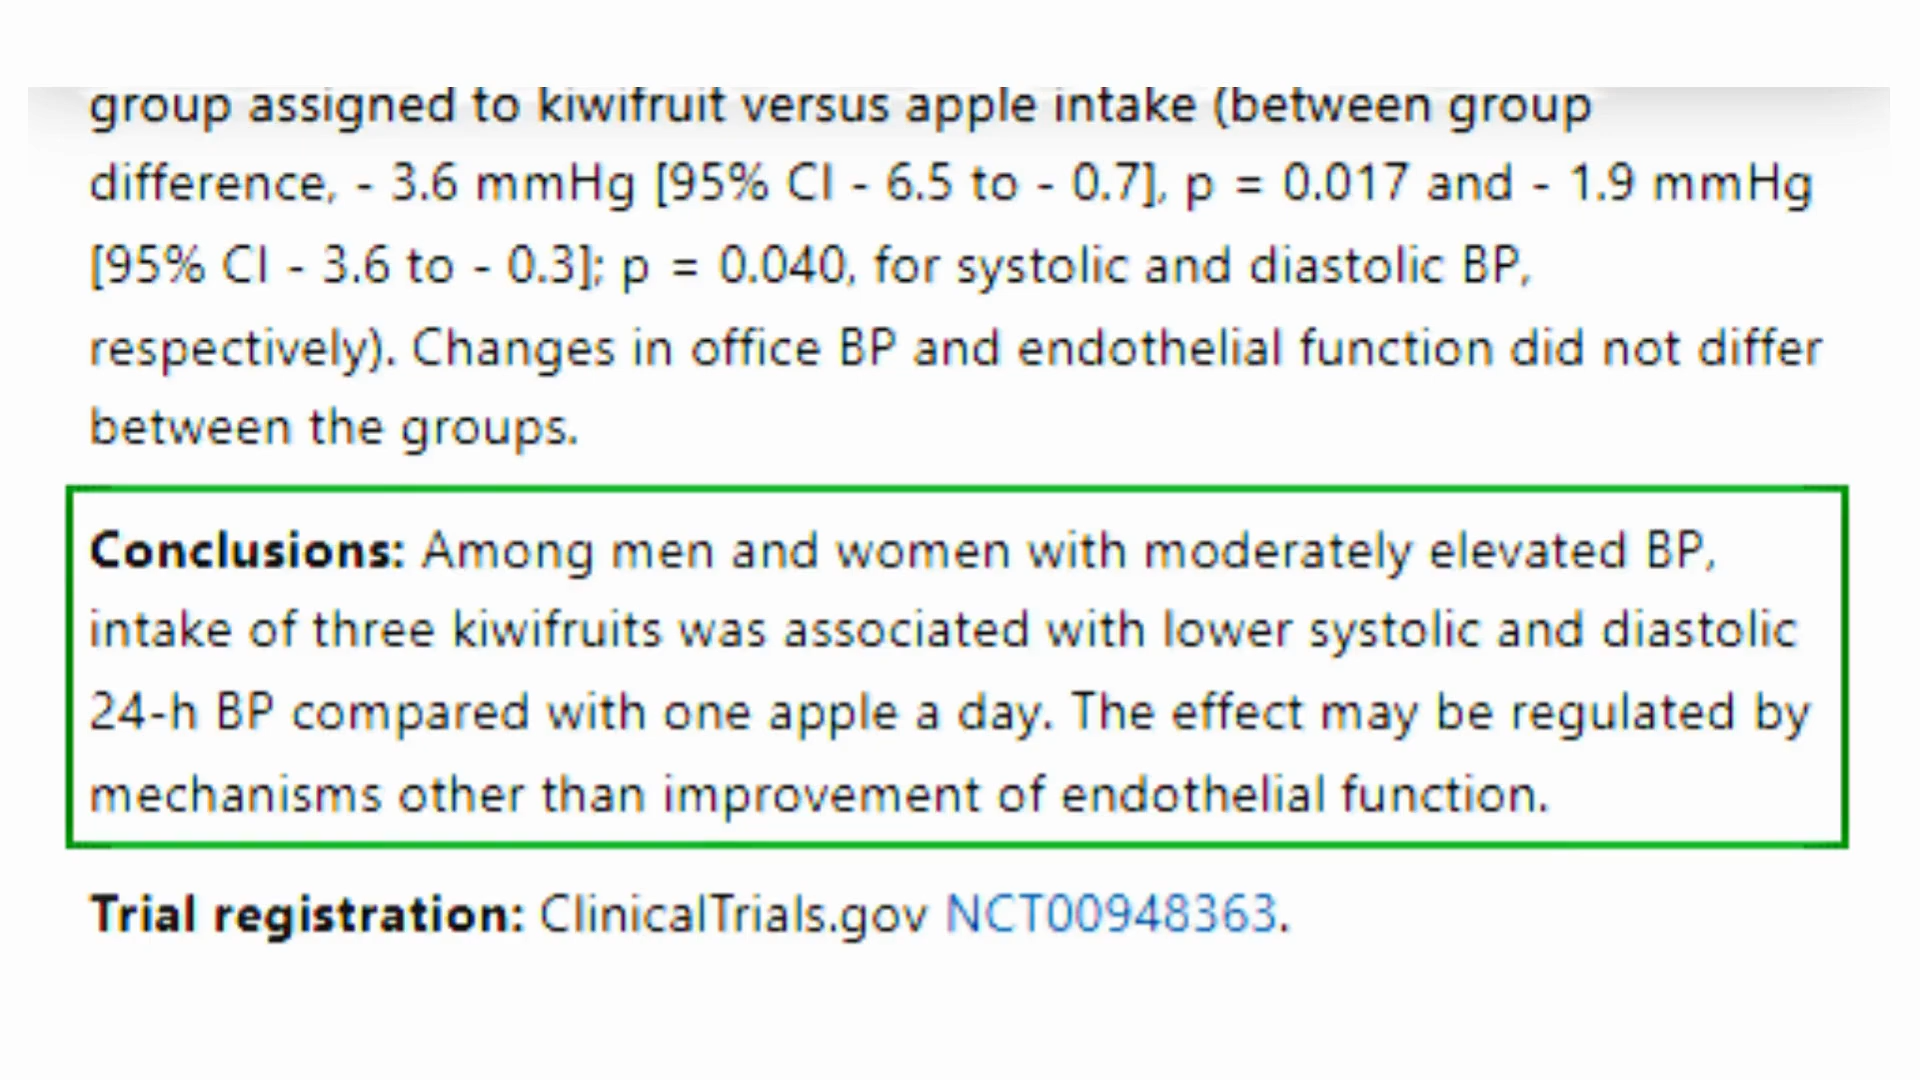 group assigned to kiwifruit versus apple intake (between group
difference, - 3.6 mmHg [95% CI - 6.5 to - 0.7], p = 0.017 and - 1.9 mmHg
[95% CI - 3.6 to - 0.3]; p = 0.040, for systolic and diastolic BP,
respectively). Changes in office BP and endothelial function did not differ
between the groups.
Conclusions: Among men and women with moderately elevated BP,
intake of three kiwifruits was associated with lower systolic and diastolic
24-h BP compared with one apple a day. The effect may be regulated by
mechanisms other than improvement of endothelial function.
Trial registration: ClinicalTrials.gov NCT00948363.